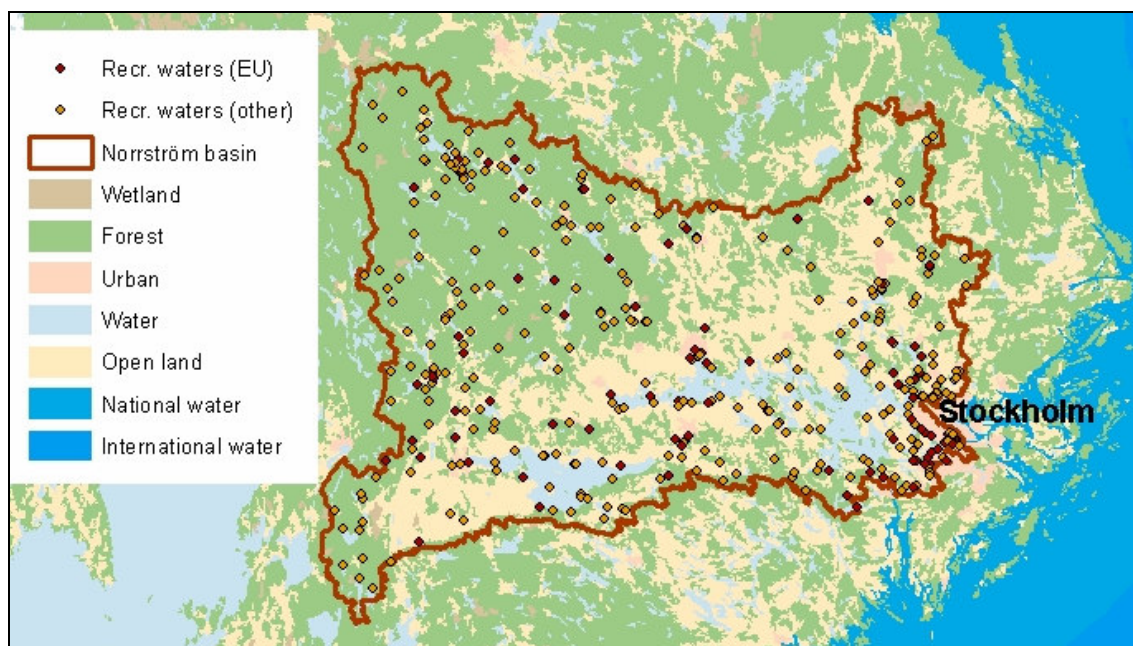 Recr. waters (EU)
Recr. waters (other)
Norrström basin
Wetland
Forest
Urban
Water
Open land
National water
International water
Stockholm